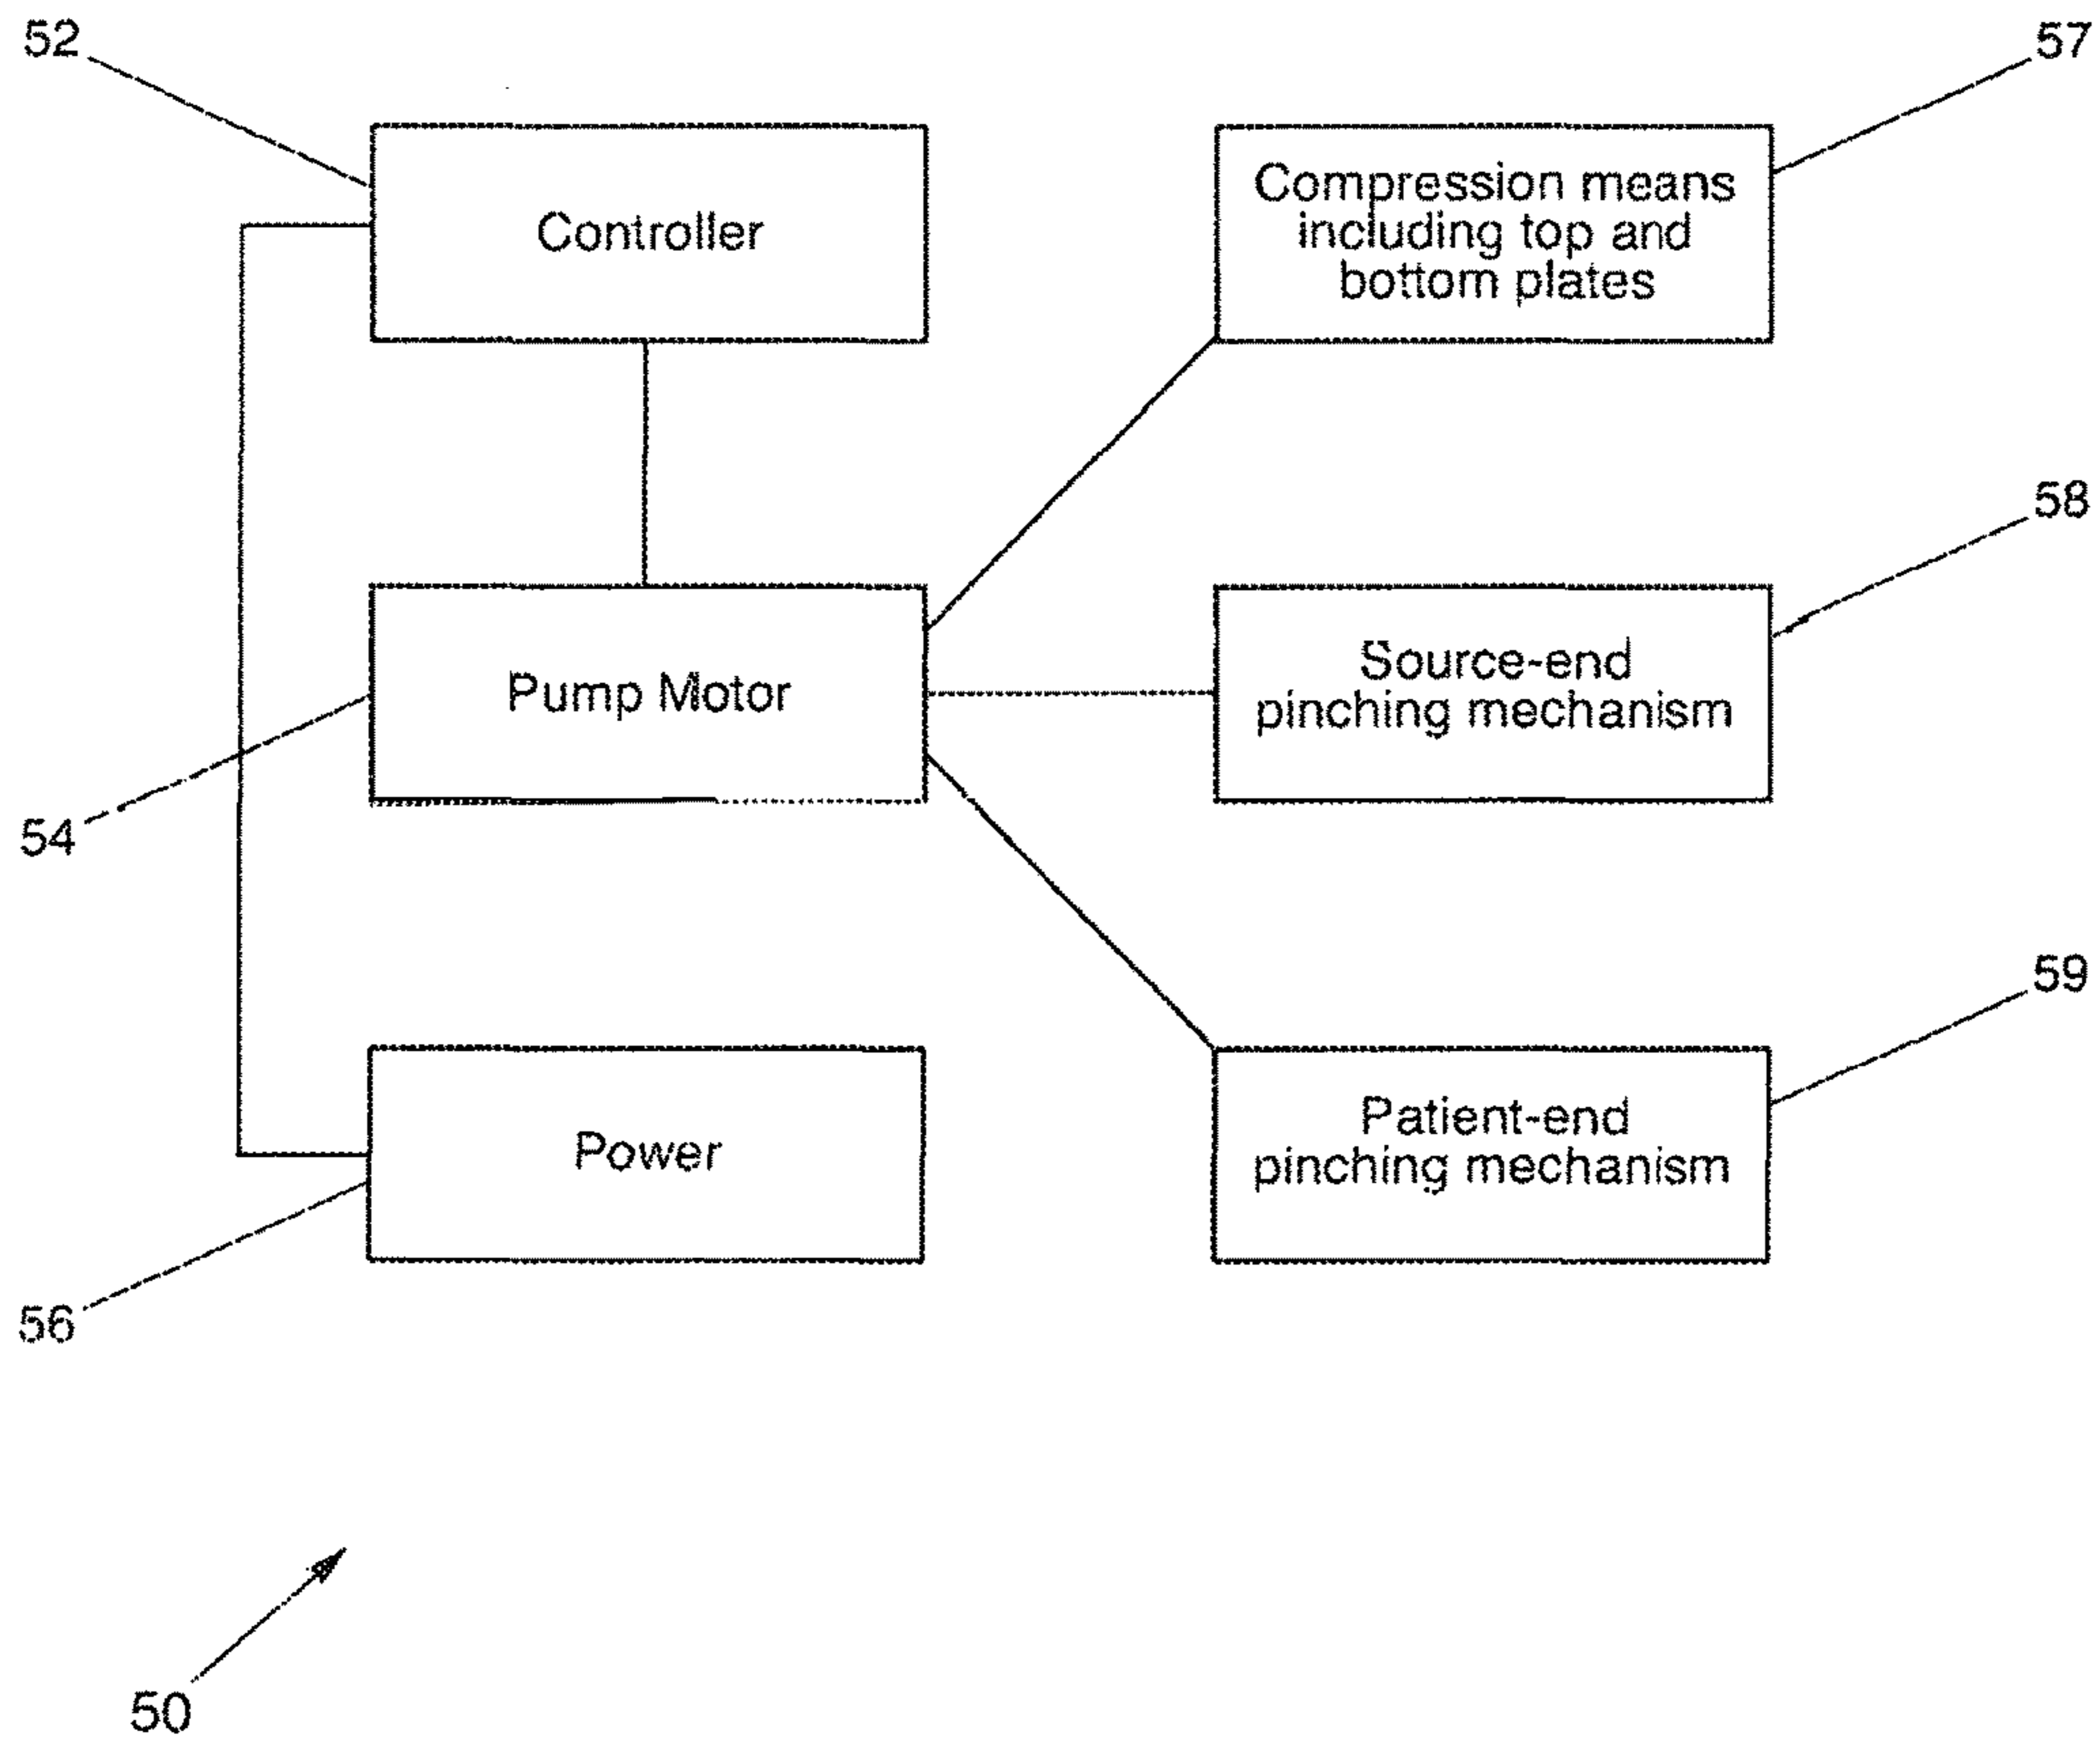 52
57
Controller
Compression means
including top and
bottom plates
58
Pump Motor
Source-end
pinching mechanism
54
59
Power
Patient-end
pinching mechanism
56
50